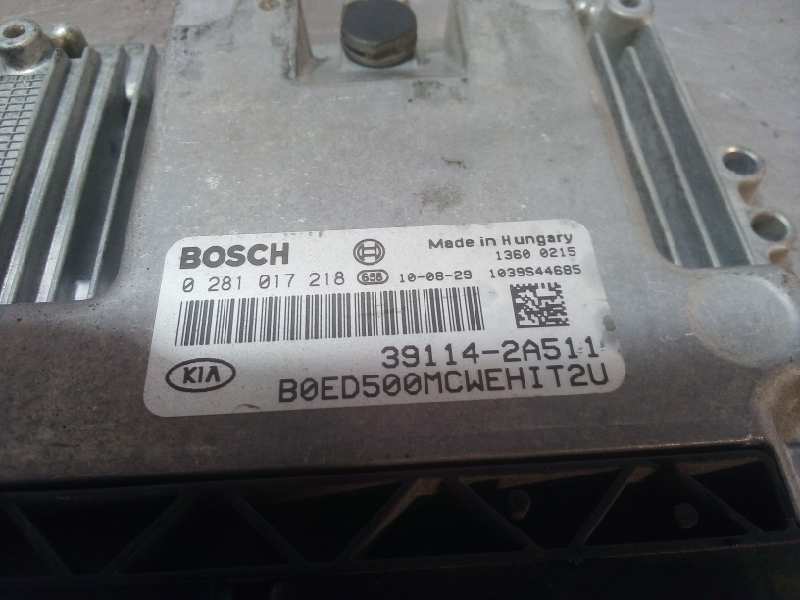 BOSCH
Made in Hungary
1360 0215
0 281 017 218
10-08-29
1039S44685
39114-2A511
KIA
B0ED500MCWEHIT2U